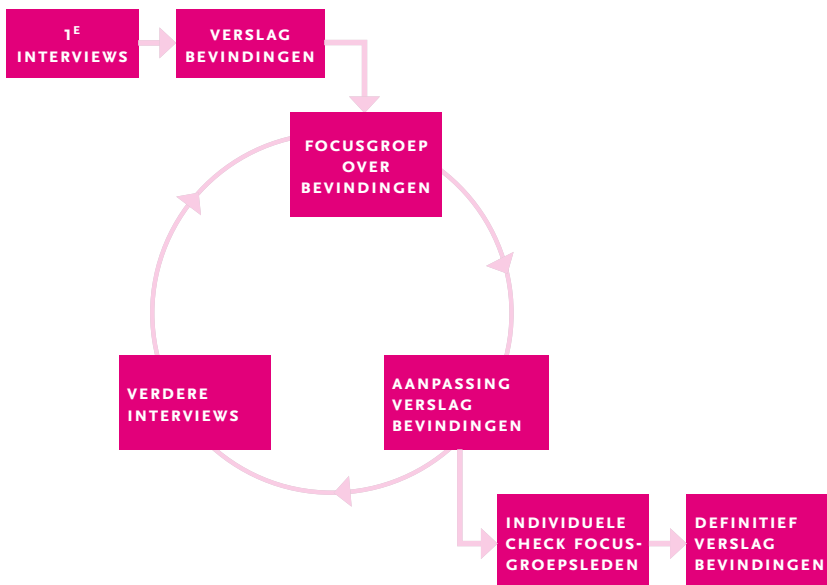 1E
INTERVIEWS
VERSLAG
BEVINDINGEN
FOCUSGROEP
OVER
BEVINDINGEN
VERDERE
INTERVIEWS
AANPASSING
VERSLAG
BEVINDINGEN
INDIVIDUELE
CHECK FOCUS-
GROEPSLEDEN
DEFINITIEF
VERSLAG
BEVINDINGEN